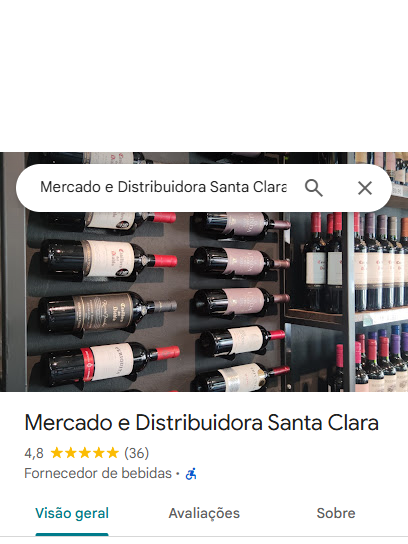 Mercado e Distribuidora Santa Clara
Mercado e Distribuidora Santa Clara
4,8 ★★★★★ (36)
Fornecedor de bebidas ·
Visão geral Avaliações Sobre